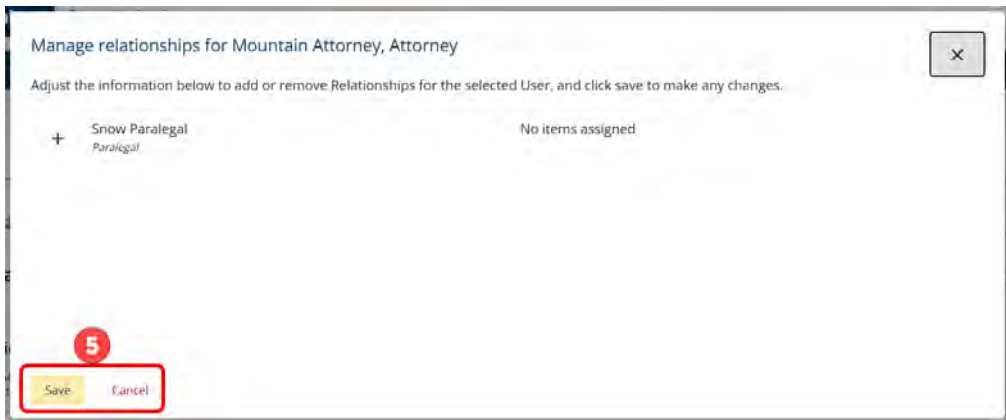 Manage relationships for Mountain Attorney, Attorney
Adjust the information below to add or remove Relationships for the selected User, and click save to make any changes.
Snow Paralegal
Paralegal
No items assigned
5
Save Cancel